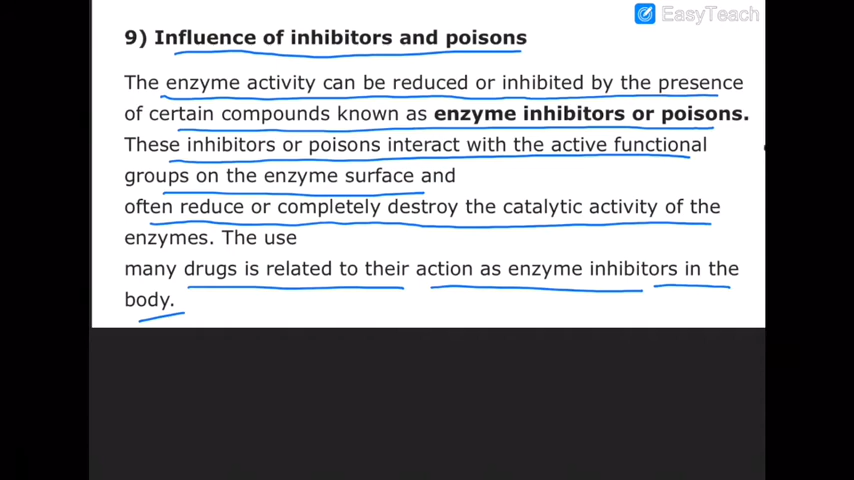 EasyTeach
9) Influence of inhibitors and poisons
The enzyme activity can be reduced or inhibited by the presence
of certain compounds known as enzyme inhibitors or poisons.
These inhibitors or poisons interact with the active functional
groups on the enzyme surface and
often reduce or completely destroy the catalytic activity of the
enzymes. The use
many drugs is related to their action as enzyme inhibitors in the
body.